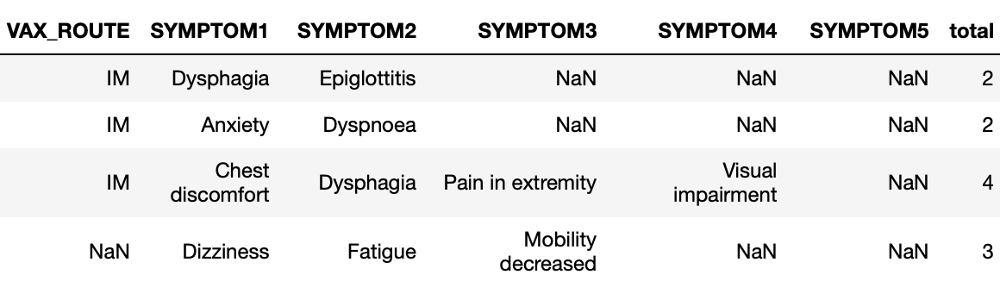 VAX_ROUTE SYMPTOM1 SYMPTOM2 SYMPTOM3 SYMPTOM4 SYMPTOM5 total
IM Dysphagia Epiglottitis NaN NaN NaN 2
IM Anxiety Dyspnoea NaN NaN NaN 2
IM Chest discomfort Dysphagia Pain in extremity Visual impairment NaN 4
NaN Dizziness Fatigue Mobility decreased NaN NaN 3